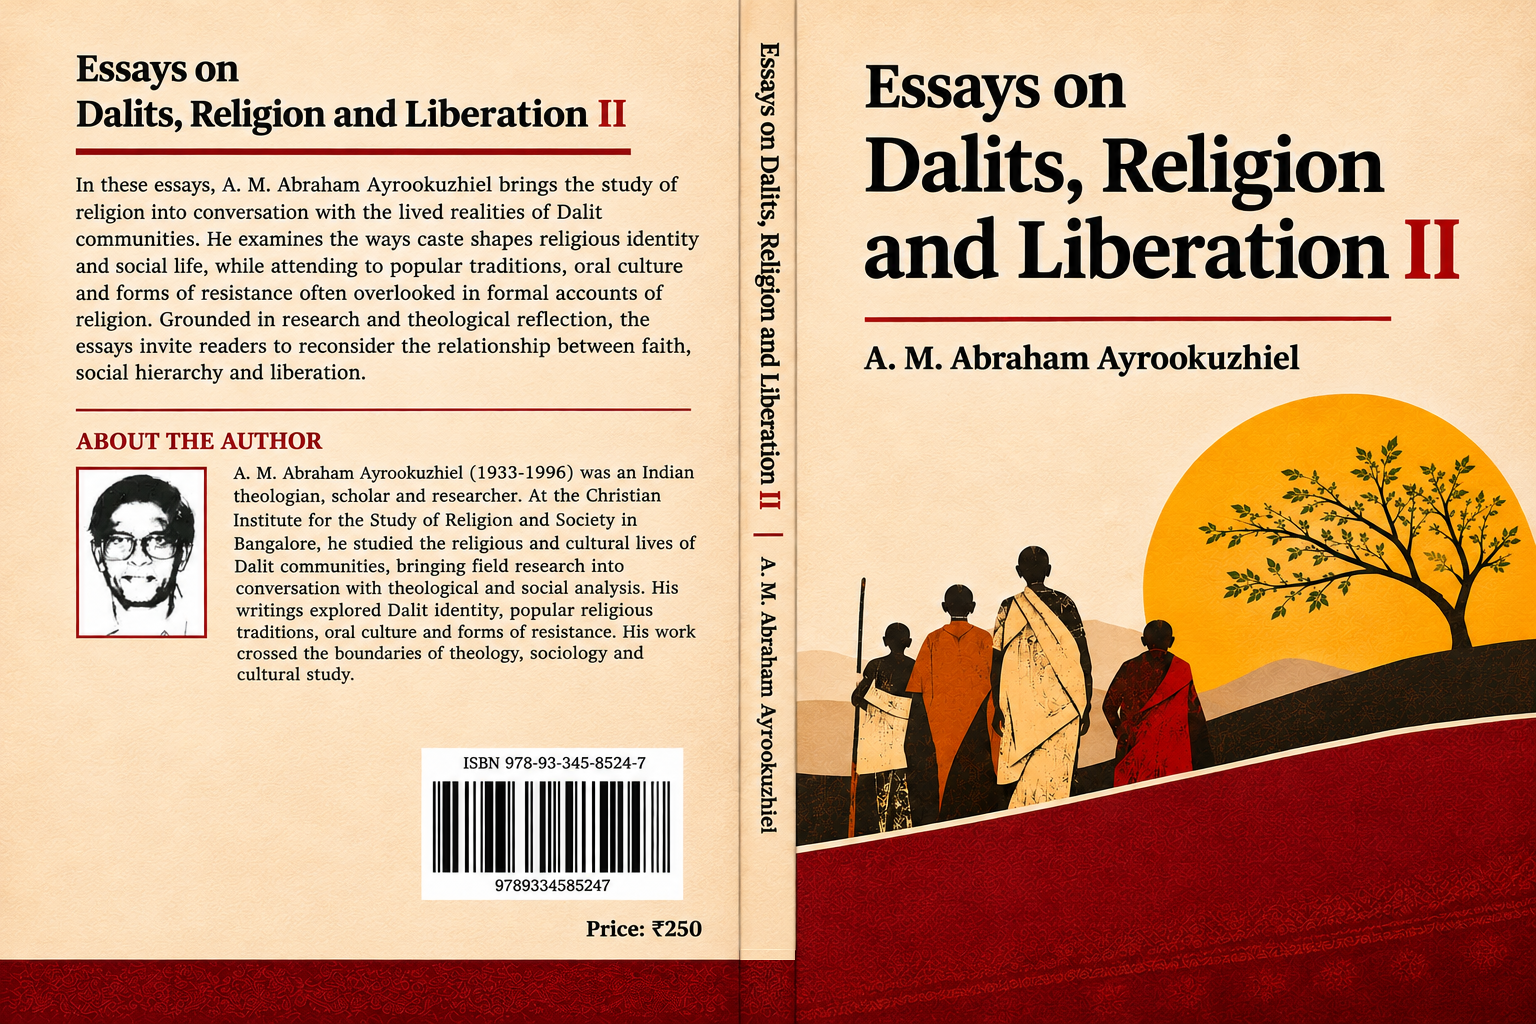 Essays on
Dalits, Religion and Liberation II
In these essays, A. M. Abraham Ayrookuzhiel brings the study of
religion into conversation with the lived realities of Dalit
communities. He examines the ways caste shapes religious identity
and social life, while attending to popular traditions, oral culture
and forms of resistance often overlooked in formal accounts of
religion. Grounded in research and theological reflection, the
essays invite readers to reconsider the relationship between faith,
social hierarchy and liberation.
ABOUT THE AUTHOR
A. M. Abraham Ayrookuzhiel (1933-1996) was an Indian
theologian, scholar and researcher. At the Christian
Institute for the Study of Religion and Society in
Bangalore, he studied the religious and cultural lives of
Dalit communities, bringing field research into
conversation with theological and social analysis. His
writings explored Dalit identity, popular religious
traditions, oral culture and forms of resistance. His work
crossed the boundaries of theology, sociology and
cultural study.
ISBN 978-93-345-8524-7
9789334585247
Price: ₹250
Essays on Dalits, Religion and Liberation II | A. M. Abraham Ayrookuzhiel
Essays on
Dalits, Religion
and Liberation II
A. M. Abraham Ayrookuzhiel